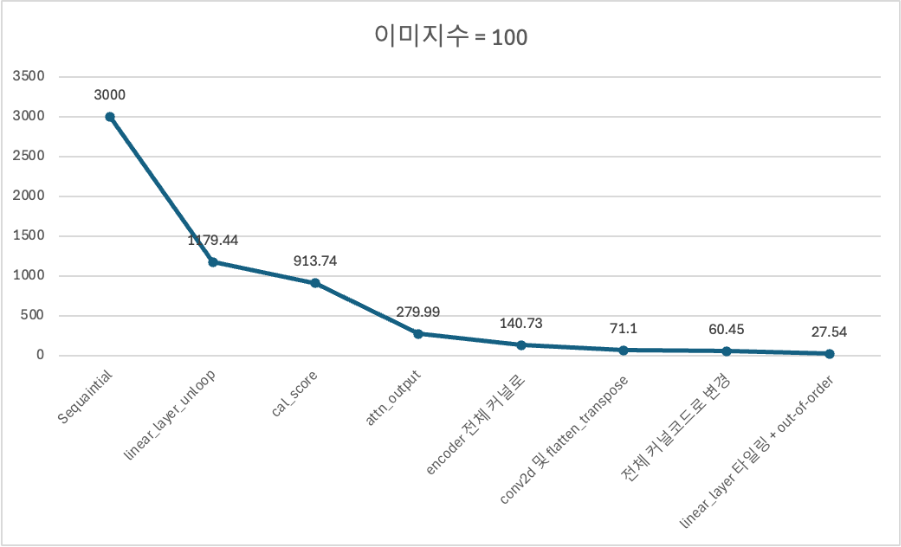 이미지수 = 100
3500
3000
2500
2000
1500
1000
500
0
3000
1179.44
913.74
279.99
140.73
71.1
60.45
27.54
Sequaintial
linear_layer_unloop
cal_score
attn_output
encoder 전체 커널로
conv2d 및 flatten_transpose
전체 커널코드로 변경
linear_layer 타일링 + out-of-order